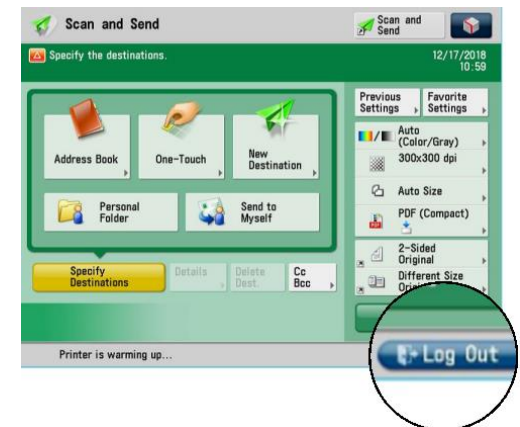 Scan and Send
Scan and
Send
Specify the destinations.
12/17/2018
10:59
Address Book
One-Touch
New
Destination
Personal
Folder
Send to
Myself
Specify
Destinations
Details
Delete
Dest.
Cc
Bcc
Previous
Settings
Favorite
Settings
Auto
(Color/Gray)
300x300 dpi
Auto Size
PDF (Compact)
2-Sided
Original
Different Size
Printer is warming up...
Log Out